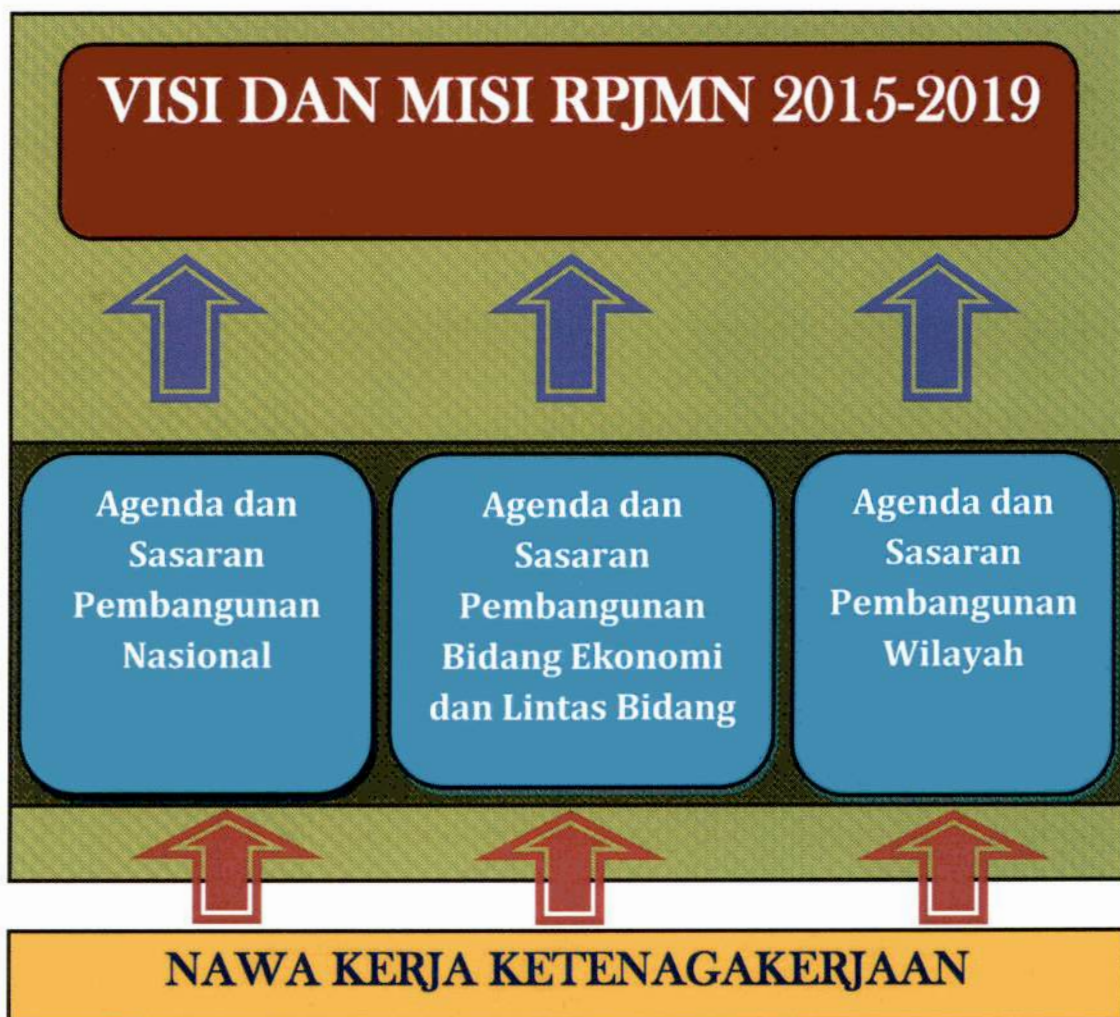 VISI DAN MISI RPJMN 2015-2019
Agenda dan
Sasaran
Pembangunan
Nasional
Agenda dan
Sasaran
Pembangunan
Bidang Ekonomi
dan Lintas Bidang
Agenda dan
Sasaran
Pembangunan
Wilayah
NAWA KERJA KETENAGAKERJAAN